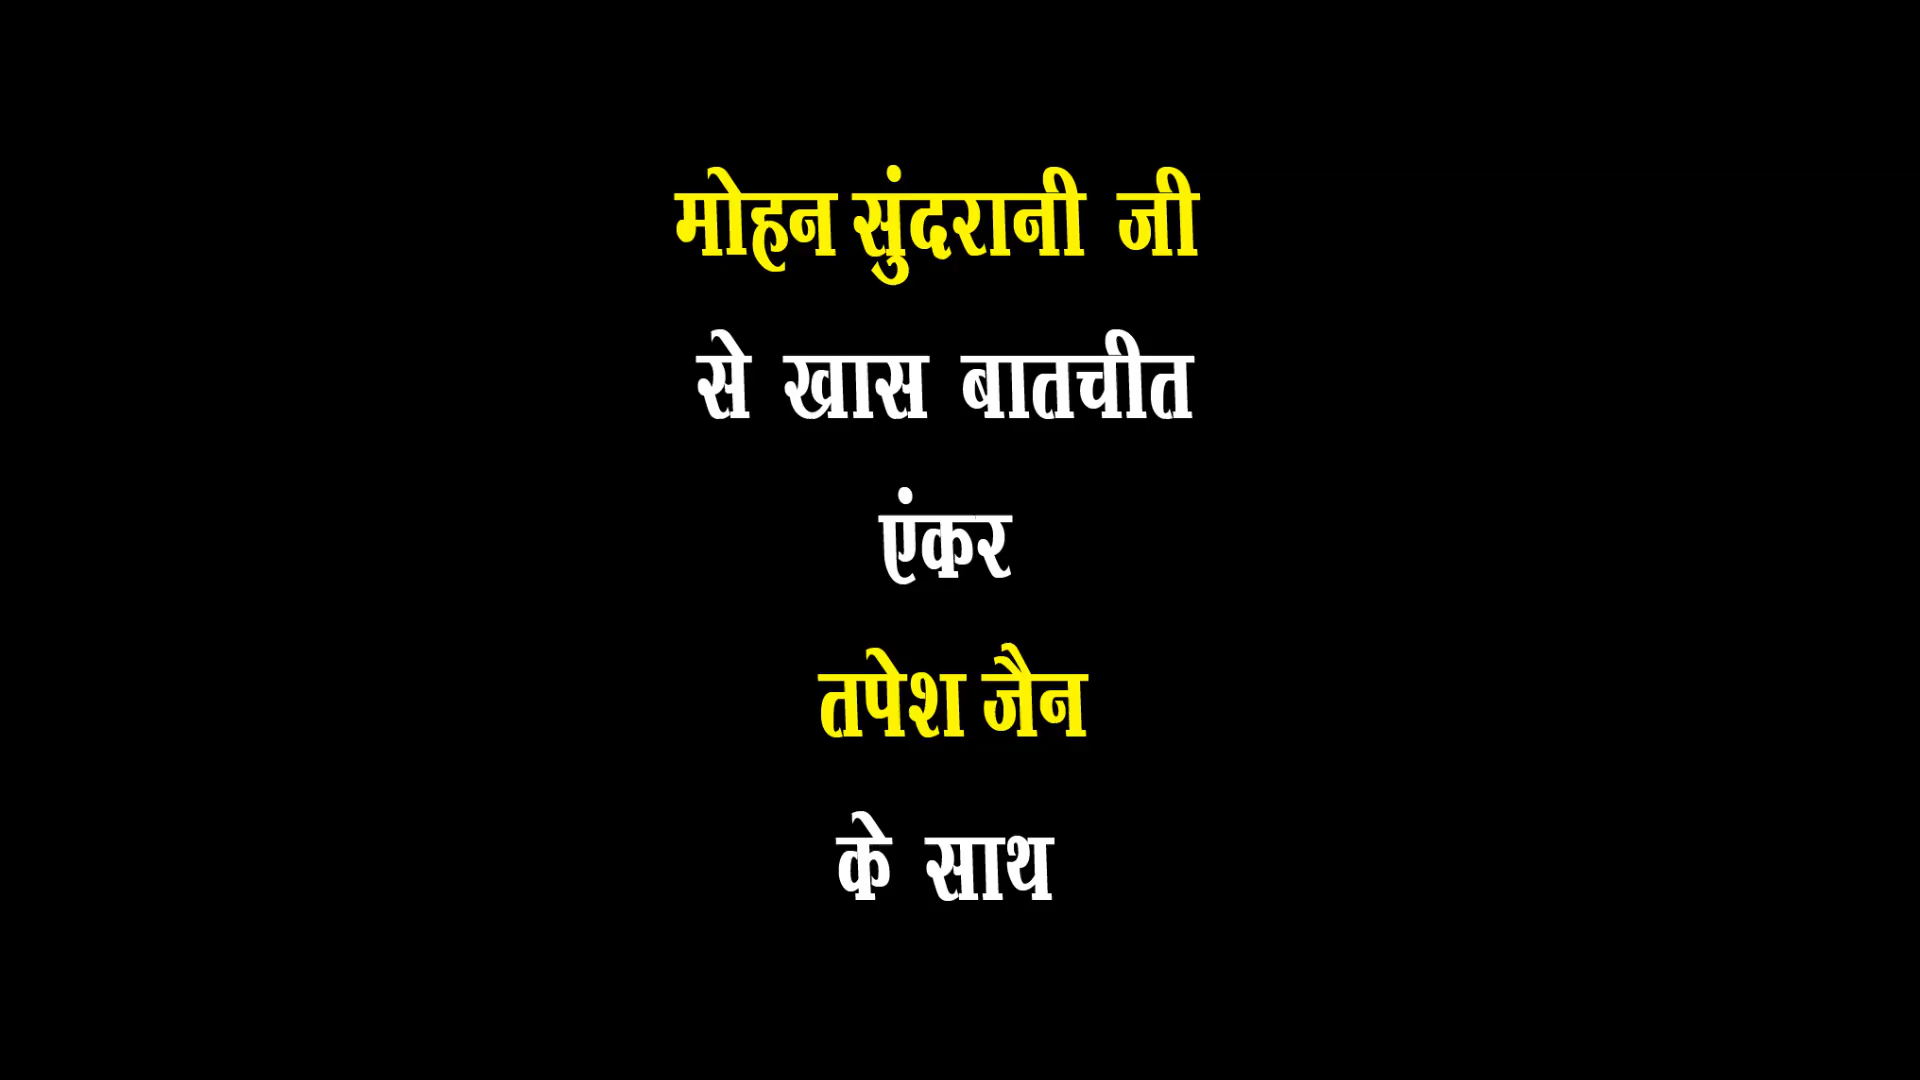 मोहन सुंदरानी जी
से खास बातचीत
एंकर
तपेश जैन
के साथ